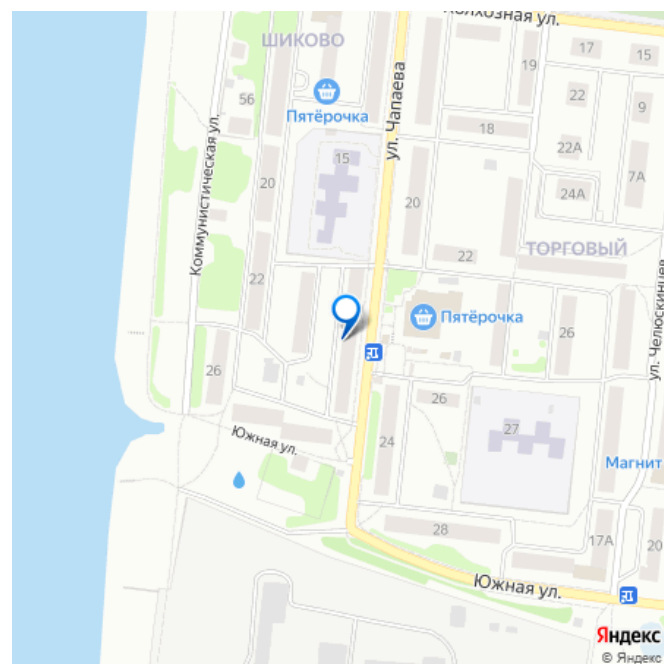 Колхозная ул.
ШИКОВО
17
15
19
56
22
9
Пятёрочка
ул. Чапаева
18
Коммунистическая ул.
15
22А
7А
20
24А
20
22
ТОРГОВЫЙ
22
Пятёрочка
26
ул. Челюскинцев
26
26
Южная ул.
24
27
Магнит
28
17А
20
Южная ул.
Яндекс
© Яндекс